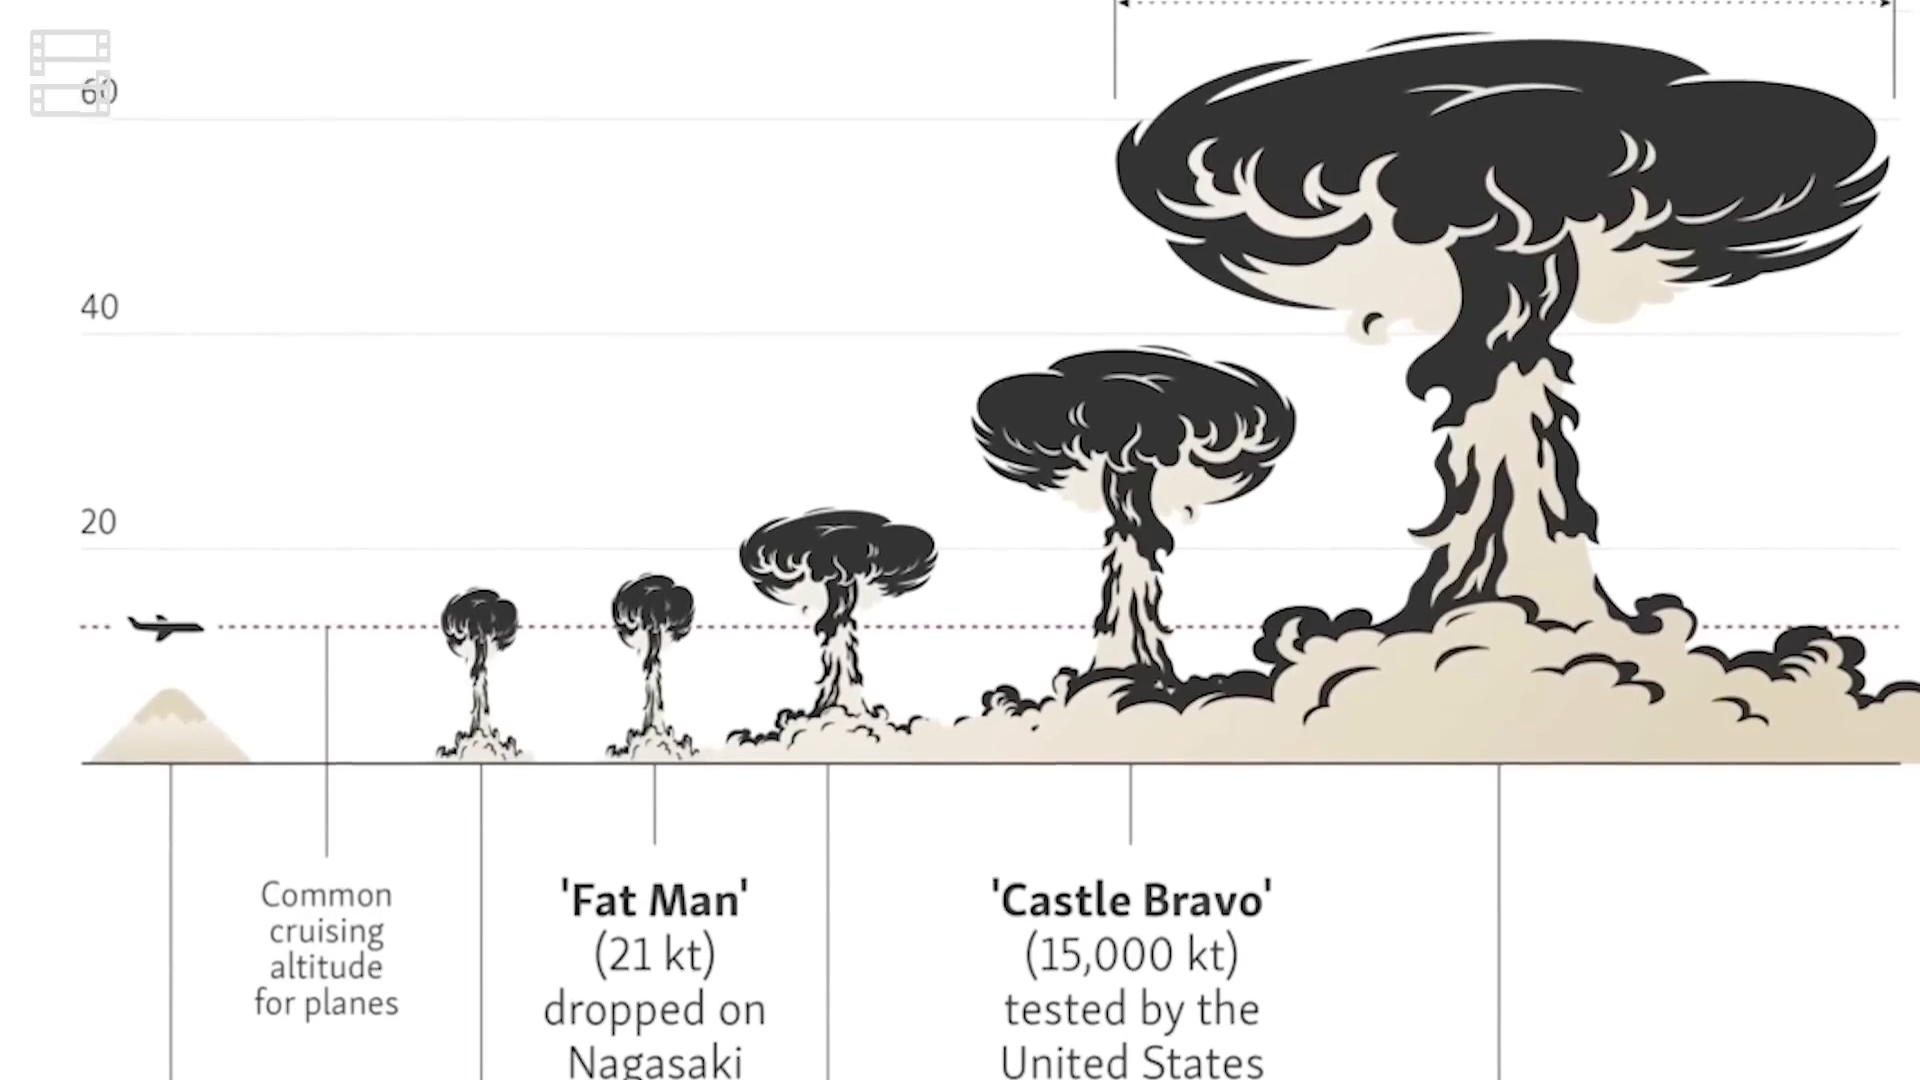 60
40
20
Common
cruising
altitude
for planes
'Fat Man'
(21 kt)
dropped on
Nagasaki
'Castle Bravo'
(15,000 kt)
tested by the
United States